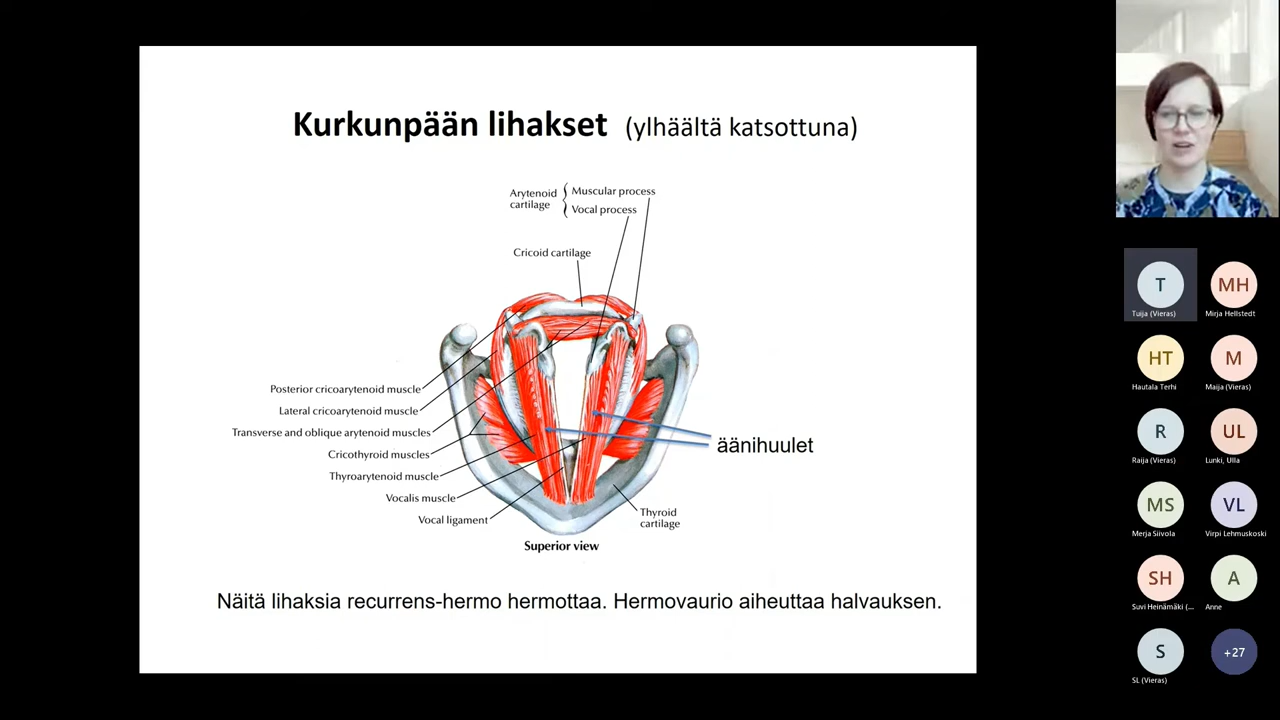 Kurkunpään lihakset (ylhäältä katsottuna)
Arytenoid
cartilage
Muscular process
Vocal process
Cricoid cartilage
Posterior cricoarytenoid muscle
Lateral cricoarytenoid muscle
Transverse and oblique arytenoid muscles
Cricothyroid muscles
Thyroarytenoid muscle
Vocalis muscle
Vocal ligament
äänihuulet
Thyroid
cartilage
Superior view
Näitä lihaksia recurrens-hermo hermottaa. Hermovaurio aiheuttaa halvauksen.
T
Tuija (Vieras)
MH
Mirja Hellstedt
HT
Hautala Terhi
M
Maija (Vieras)
R
Raija (Vieras)
UL
Lunki, Ulla
MS
Merja Siivola
VL
Virpi Lehmuskoski
SH
Suvi Heinämäki (...
A
Anne
S
SL (Vieras)
+27